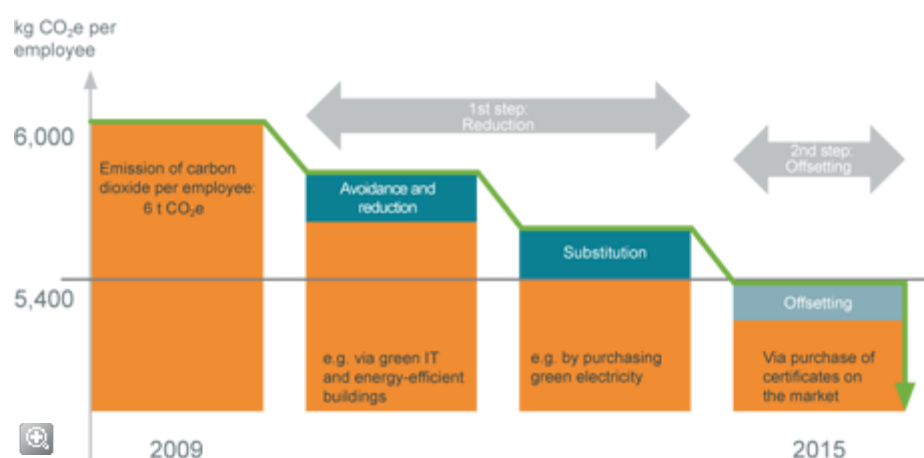 kg CO₂e per
employee
6,000
5,400
Emission of carbon
dioxide per employee:
6 t CO₂e
1st step:
Reduction
Avoidance and
reduction
e.g. via green IT
and energy-efficient
buildings
Substitution
e.g. by purchasing
green electricity
2nd step:
Offsetting
Offsetting
Via purchase of
certificates on
the market
2009
2015